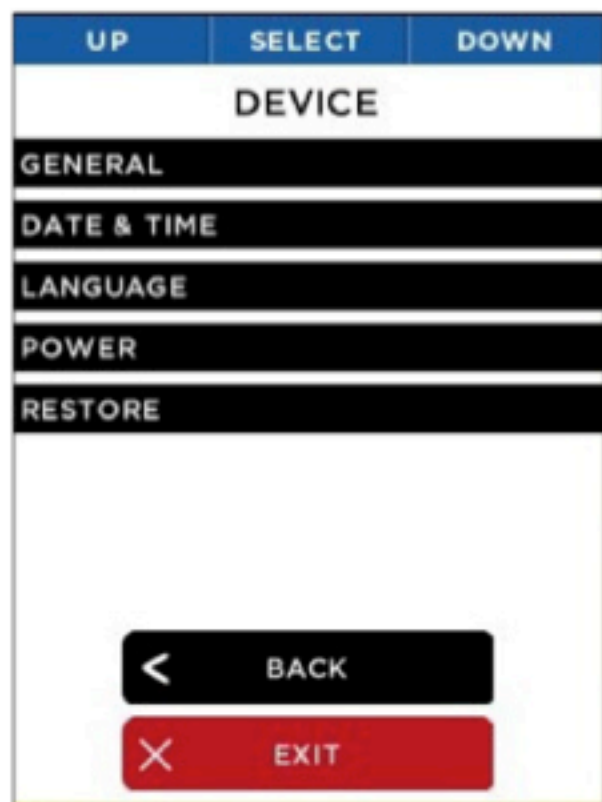 UP SELECT DOWN
DEVICE
GENERAL
DATE & TIME
LANGUAGE
POWER
RESTORE
< BACK
X EXIT